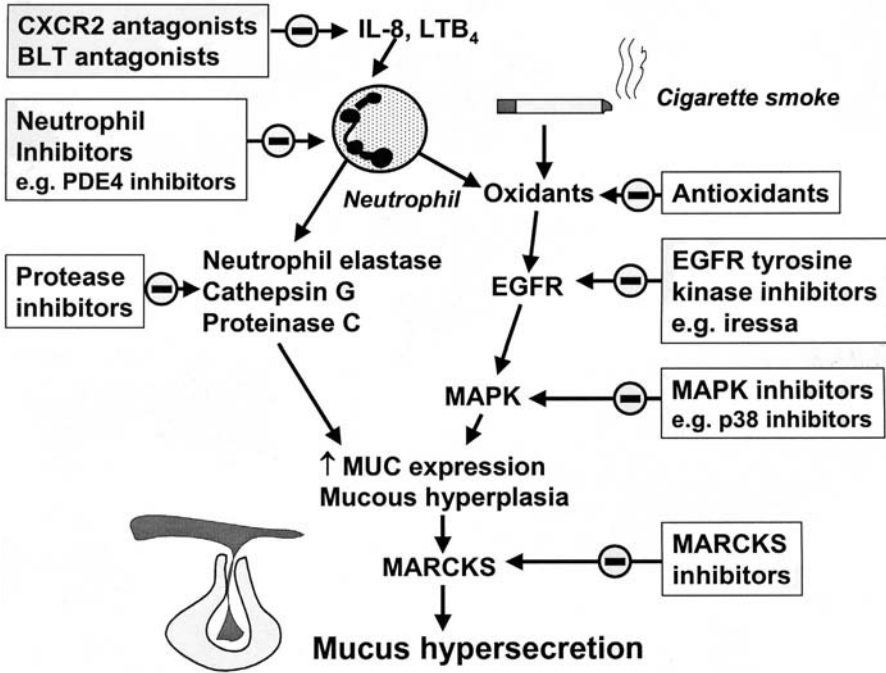 CXCR2 antagonists
BLT antagonists
IL-8, LTB4
Cigarette smoke
Neutrophil
Inhibitors
e.g. PDE4 inhibitors
Neutrophil
Oxidants
Antioxidants
Protease
inhibitors
Neutrophil elastase
Cathepsin G
Proteinase C
EGFR
EGFR tyrosine
kinase inhibitors
e.g. iressa
MAPK
MAPK inhibitors
e.g. p38 inhibitors
↑ MUC expression
Mucous hyperplasia
MARCKS
MARCKS
inhibitors
Mucus hypersecretion